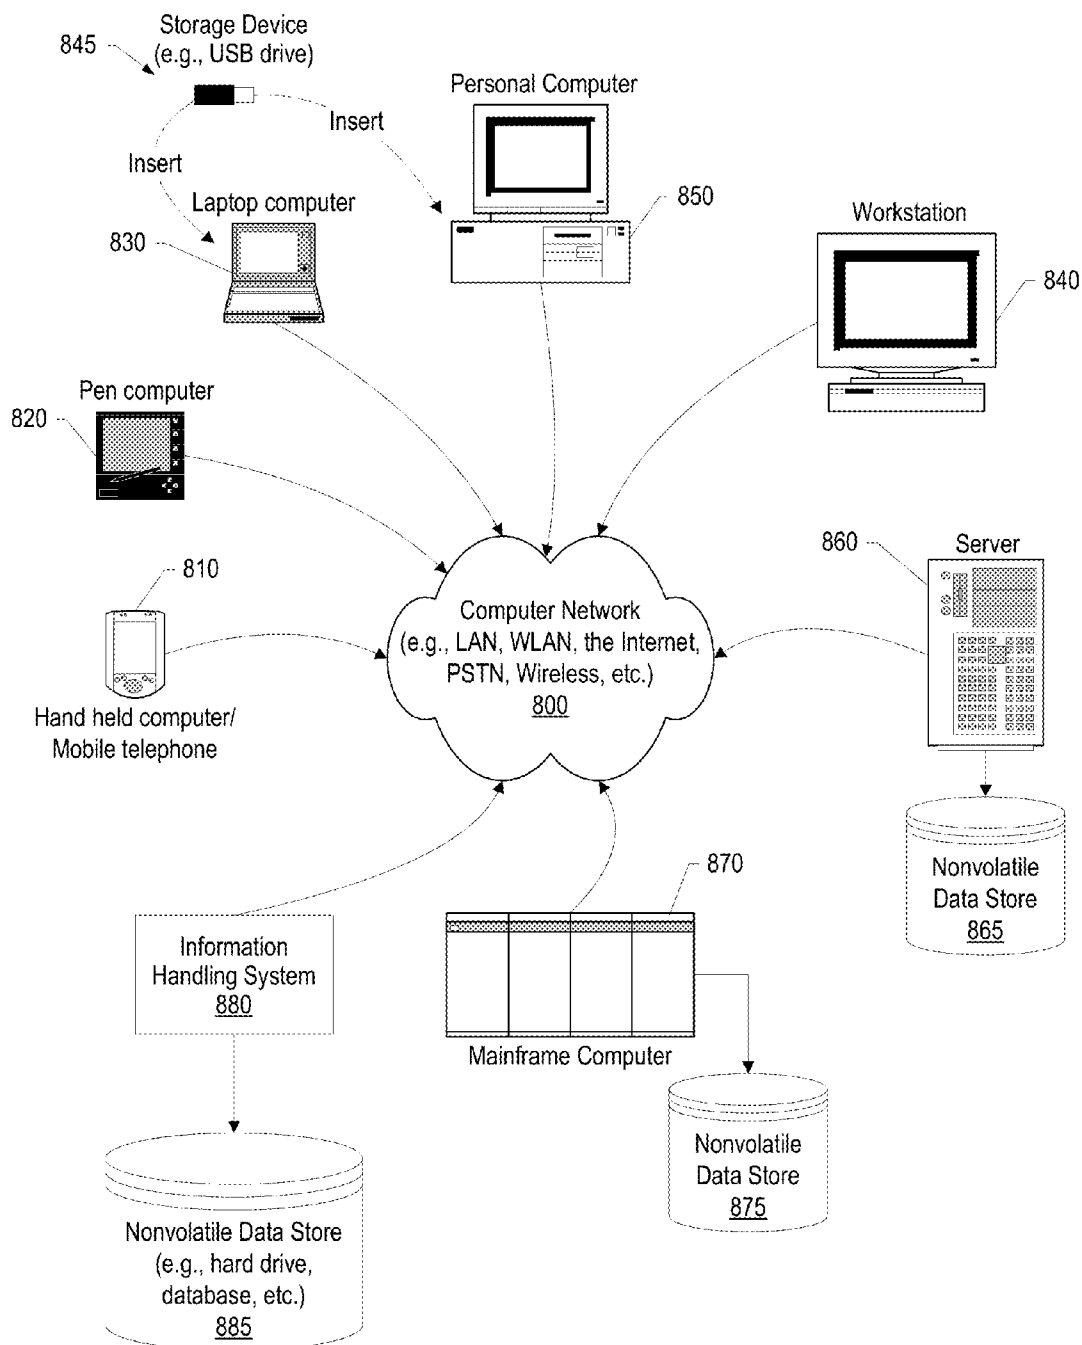 Storage Device
(e.g., USB drive)
845
Personal Computer
Insert
Insert
Laptop computer
830
850
Workstation
840
Pen computer
820
810
Hand held computer/
Mobile telephone
Computer Network
(e.g., LAN, WLAN, the Internet,
PSTN, Wireless, etc.)
800
860
Server
Nonvolatile
Data Store
865
870
Mainframe Computer
Information
Handling System
880
Nonvolatile
Data Store
875
Nonvolatile Data Store
(e.g., hard drive,
database, etc.)
885